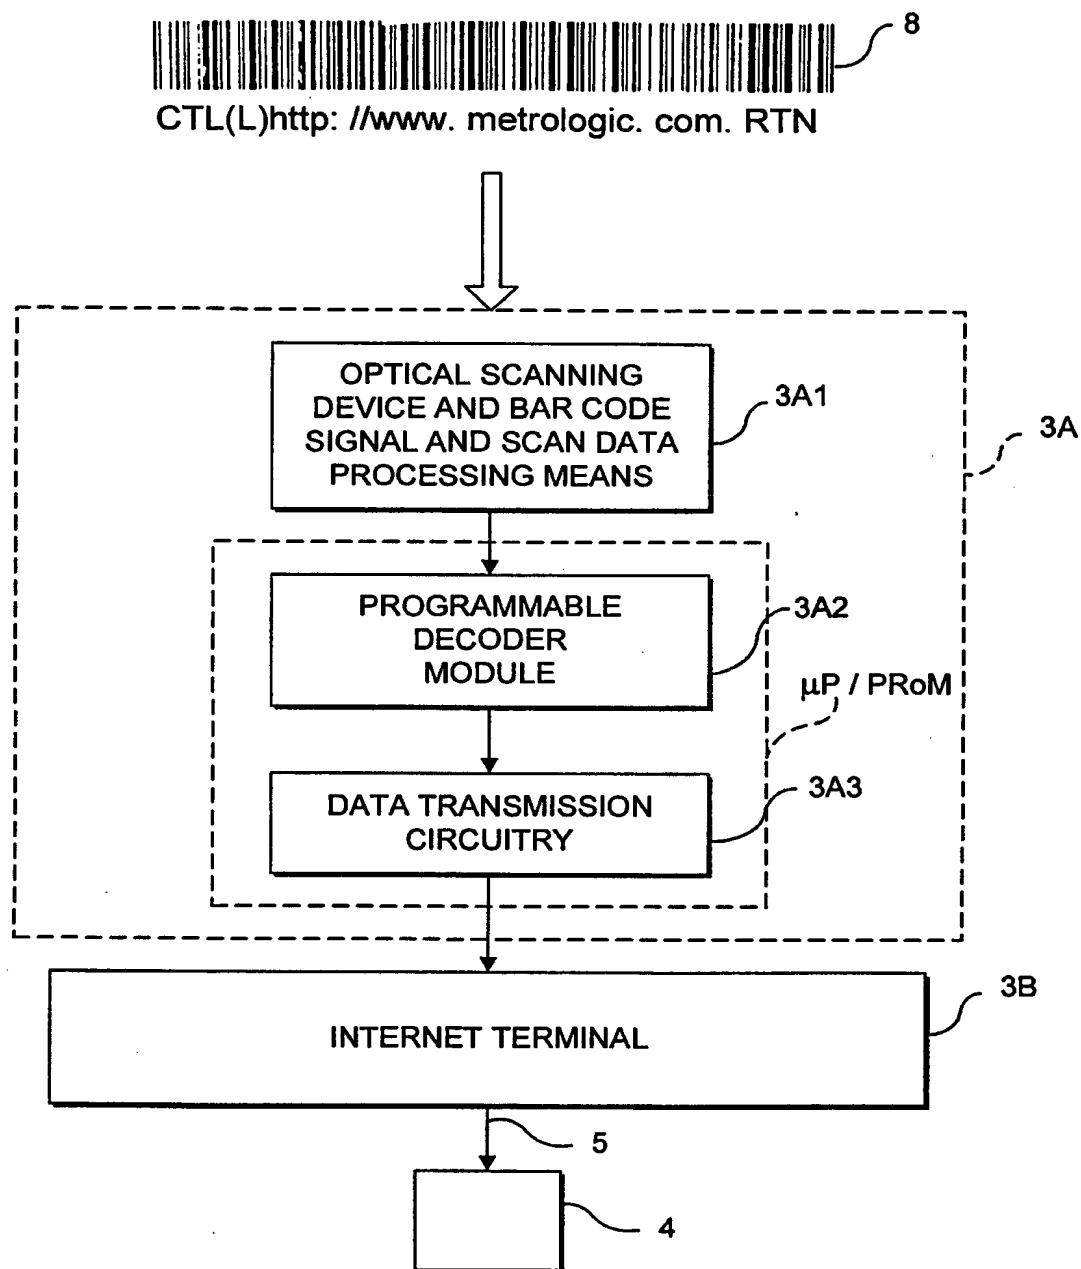 8
CTL(L)http: //www. metrologic. com. RTN
OPTICAL SCANNING
DEVICE AND BAR CODE
SIGNAL AND SCAN DATA
PROCESSING MEANS
3A1
3A
PROGRAMMABLE
DECODER
MODULE
3A2
μP / PRoM
DATA TRANSMISSION
CIRCUITRY
3A3
INTERNET TERMINAL
3B
5
4